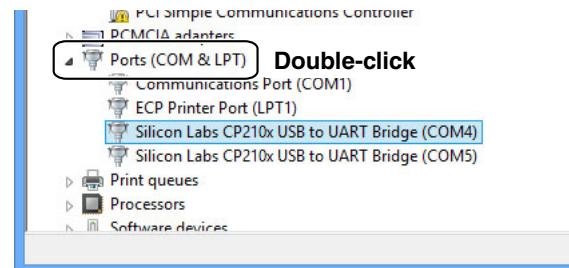 PCI Simple Communications Controller
PCMCIA adapters
Ports (COM & LPT) Double-click
Communications Port (COM1)
ECP Printer Port (LPT1)
Silicon Labs CP210x USB to UART Bridge (COM4)
Silicon Labs CP210x USB to UART Bridge (COM5)
Print queues
Processors
Software devices